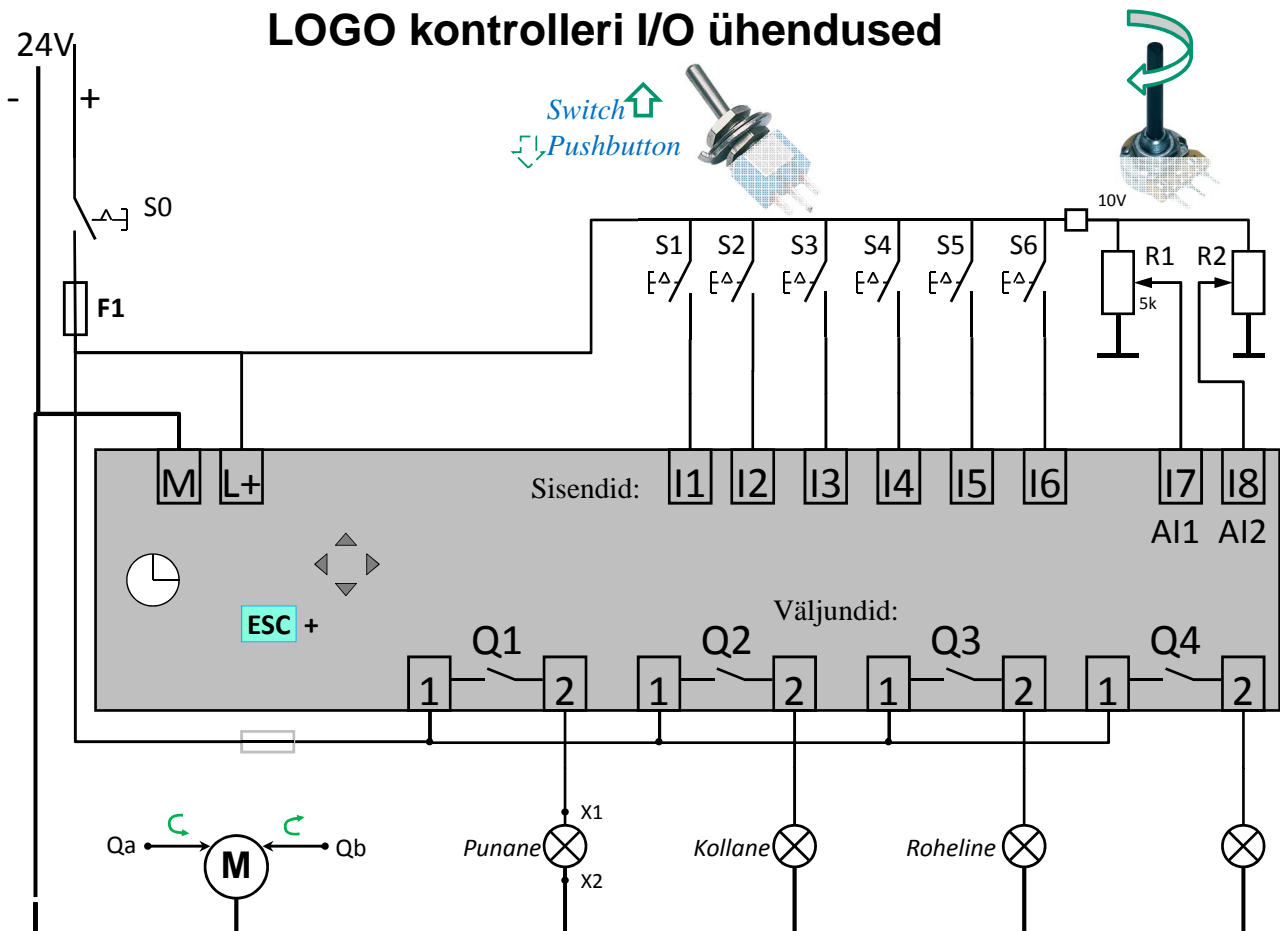 LOGO kontrolleri I/O ühendused
24V
- +
Switch
Pushbutton
S0
10V
S1 S2 S3 S4 S5 S6 R1 R2
5k
F1
M L+ Sisendid: I1 I2 I3 I4 I5 I6 I7 I8
AI1 AI2
ESC +
Väljundid:
Q1 Q2 Q3 Q4
1 2 1 2 1 2 1 2
X1
Qa M Qb Punane Kollane Roheline
X2